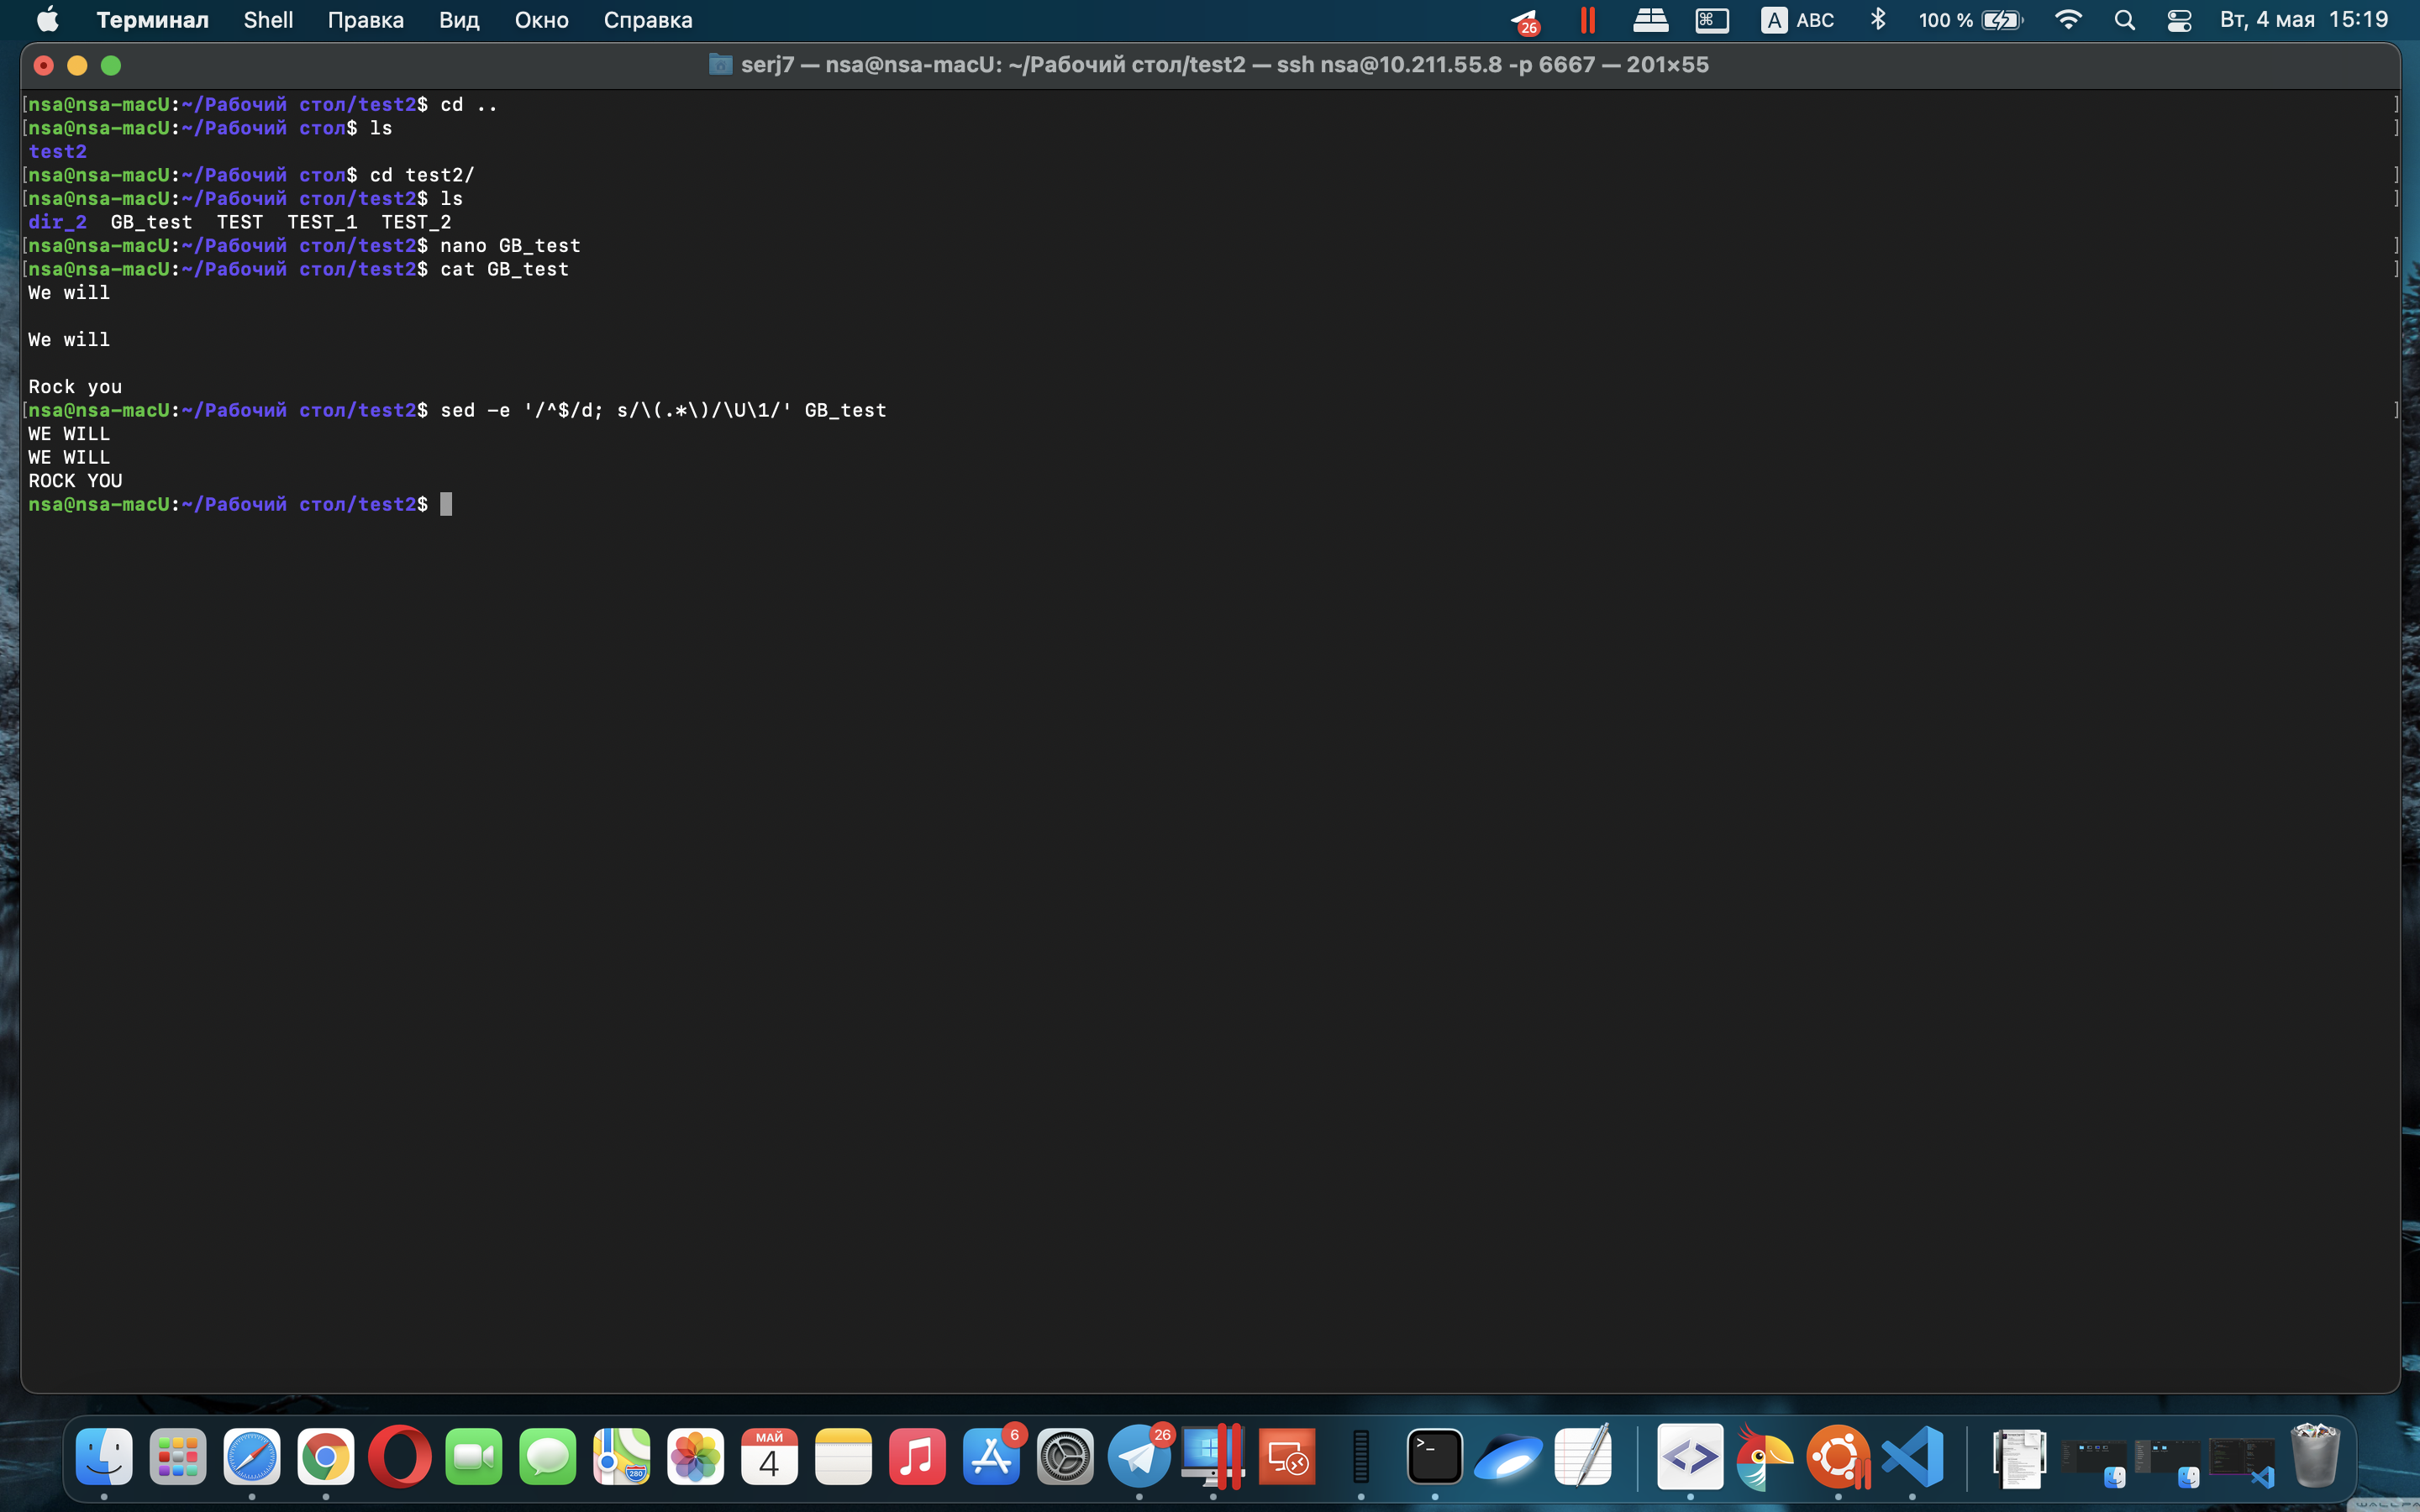 Терминал Shell Правка Вид Окно Справка 26 A ABC 100 % Вт, 4 мая 15:19
serj7 — nsa@nsa-macU: ~/Рабочий стол/test2 — ssh nsa@10.211.55.8 -p 6667 — 201×55
[nsa@nsa-macU:~/Рабочий стол/test2$ cd .. ]
[nsa@nsa-macU:~/Рабочий стол$ ls ]
test2
[nsa@nsa-macU:~/Рабочий стол$ cd test2/ ]
[nsa@nsa-macU:~/Рабочий стол/test2$ ls ]
dir_2 GB_test TEST TEST_1 TEST_2
[nsa@nsa-macU:~/Рабочий стол/test2$ nano GB_test ]
[nsa@nsa-macU:~/Рабочий стол/test2$ cat GB_test ]
We will
We will
Rock you
[nsa@nsa-macU:~/Рабочий стол/test2$ sed -e '/^$/d; s/\(.*\)/\U\1/' GB_test ]
WE WILL
WE WILL
ROCK YOU
nsa@nsa-macU:~/Рабочий стол/test2$
МАЙ 6 26
4
280